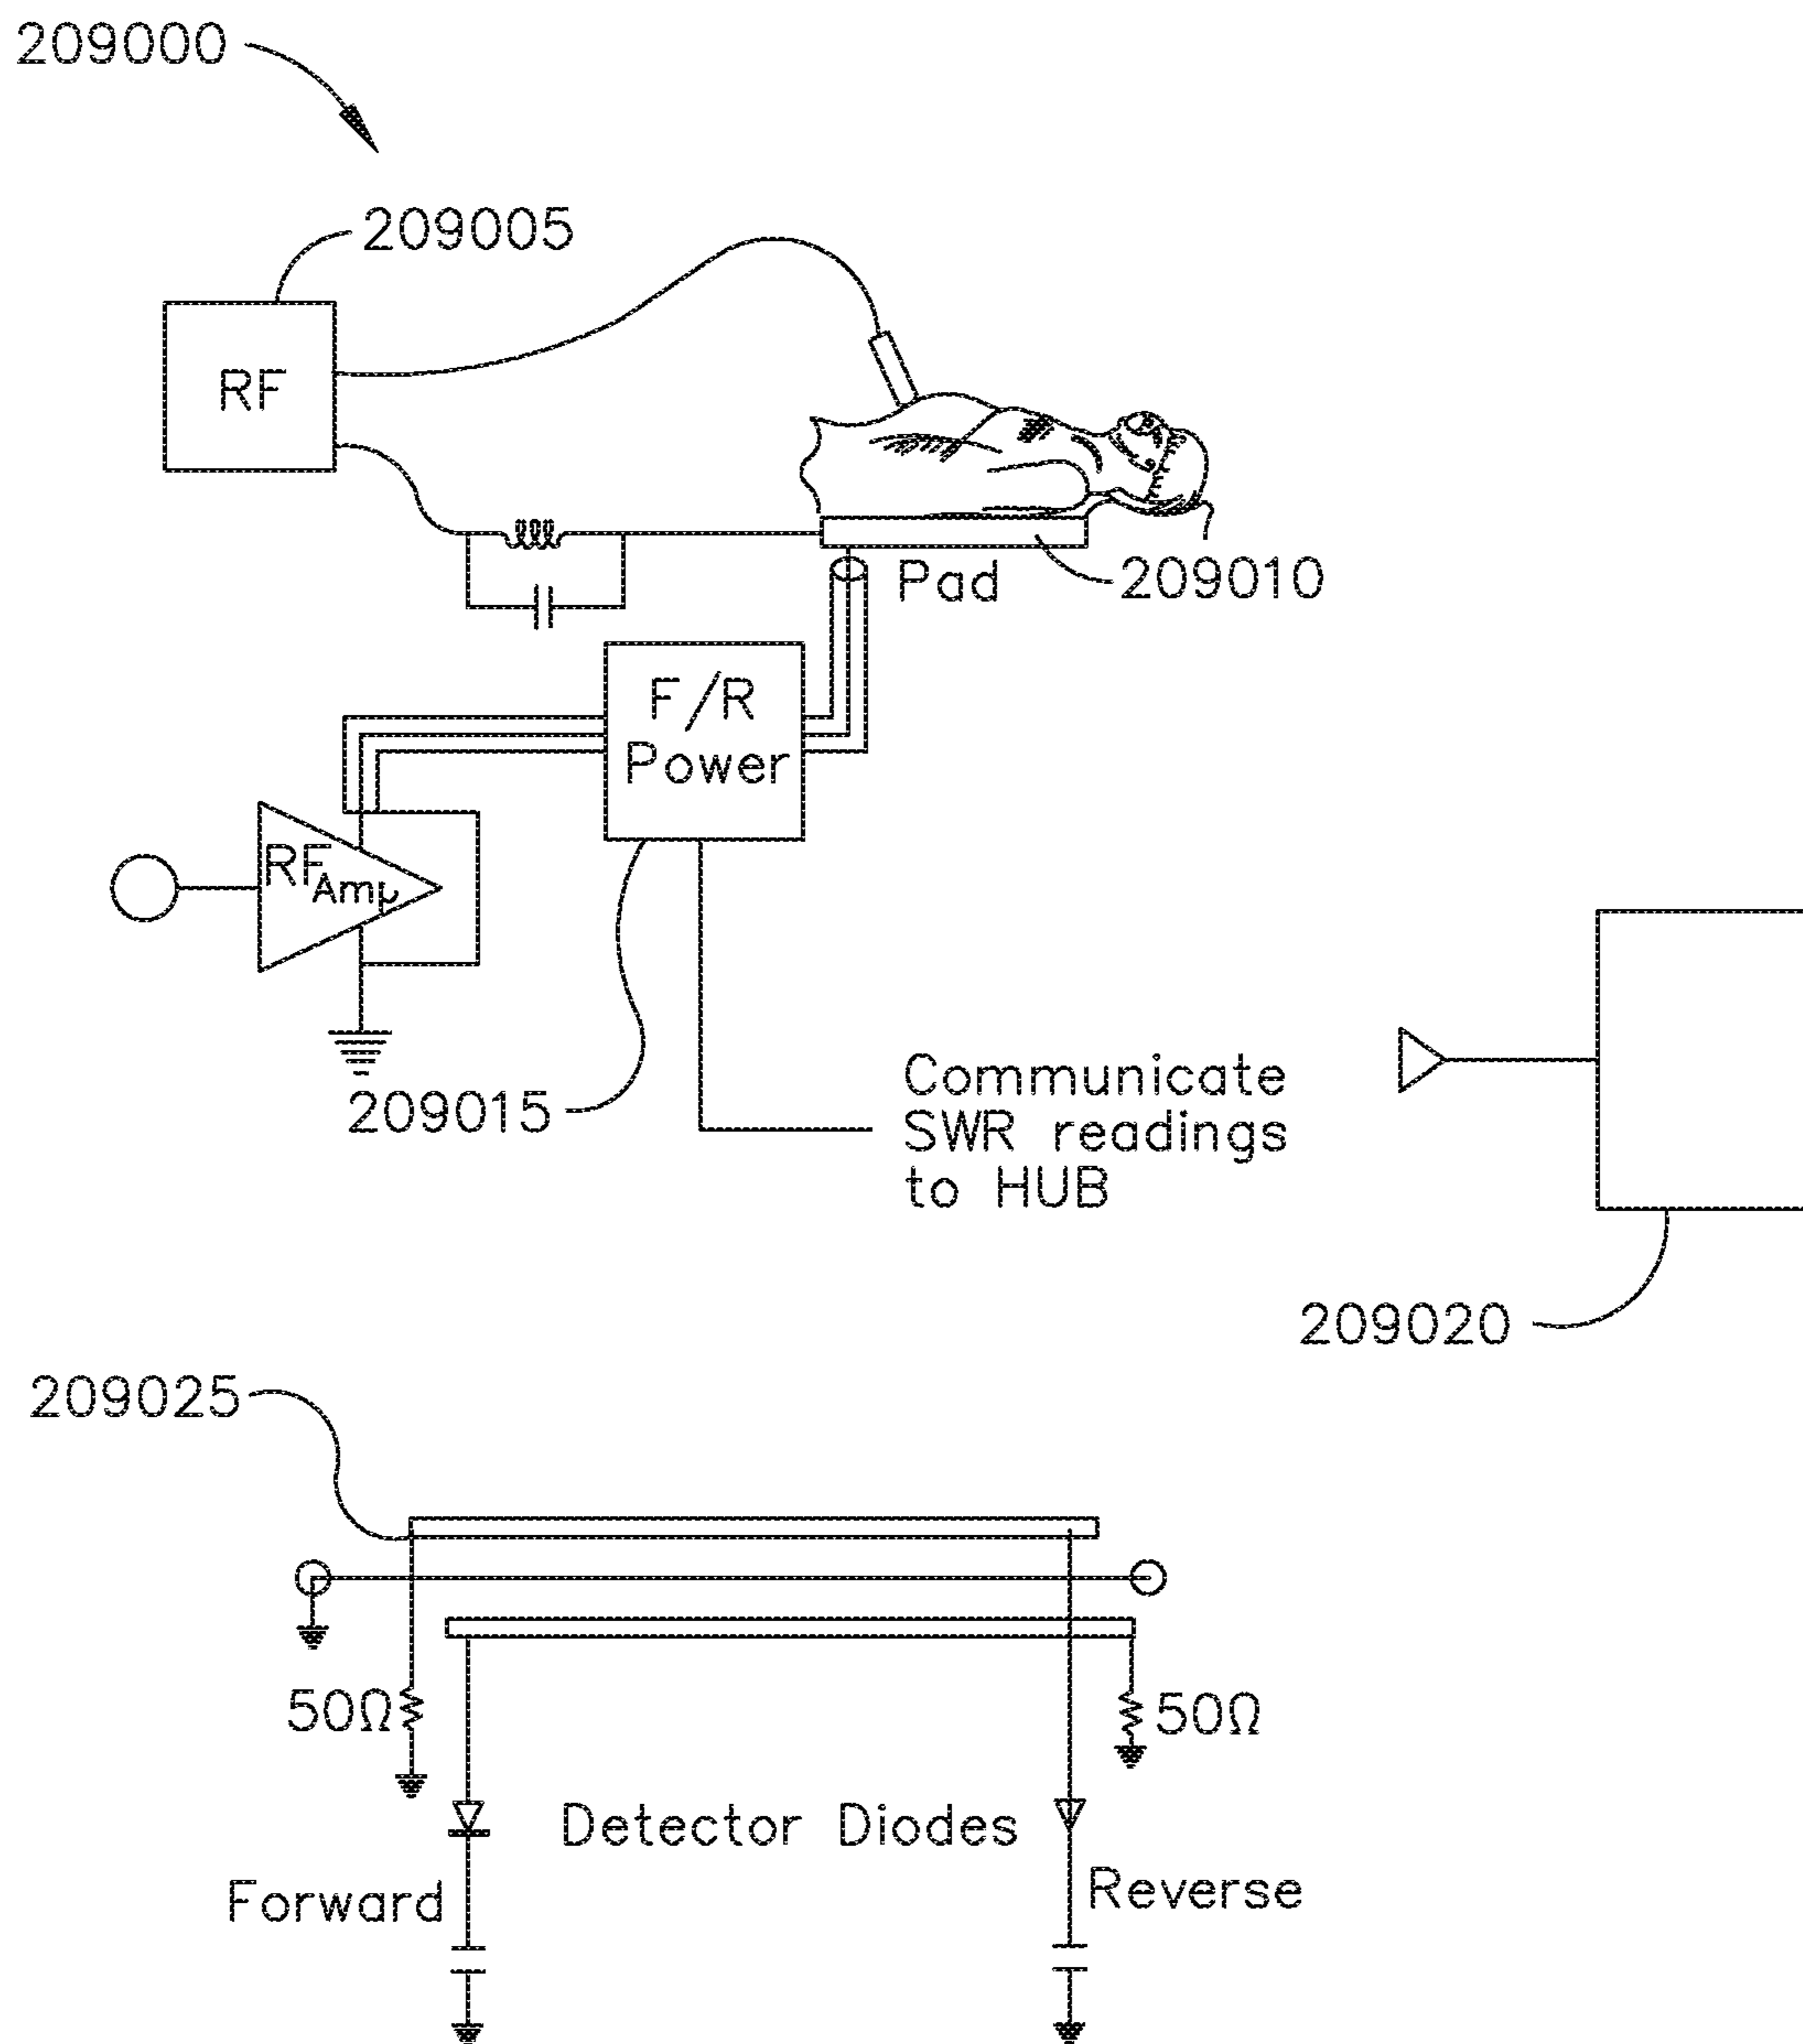 209000
209005
RF
Pad
209010
F/R
Power
RF
Amp
209015
Communicate
SWR readings
to HUB
209020
209025
50Ω
50Ω
Detector Diodes
Forward
Reverse